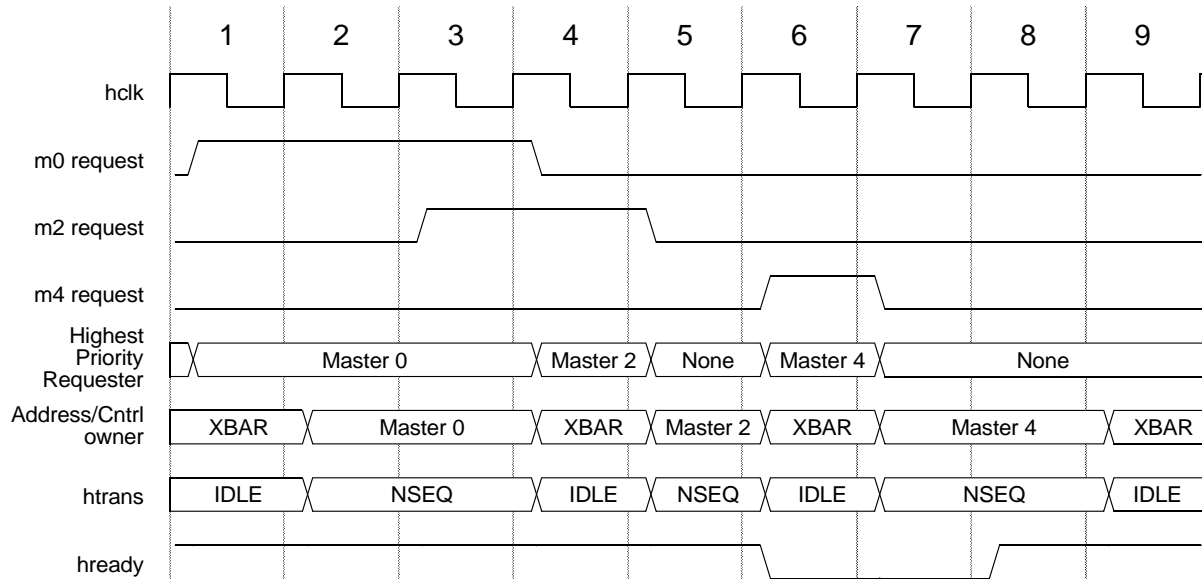 1 2 3 4 5 6 7 8 9
hclk
m0 request
m2 request
m4 request
Highest
Priority
Requester
Master 0 Master 2 None Master 4 None
Address/Cntrl
owner
XBAR Master 0 XBAR Master 2 XBAR Master 4 XBAR
htrans IDLE NSEQ IDLE NSEQ IDLE NSEQ IDLE
hready